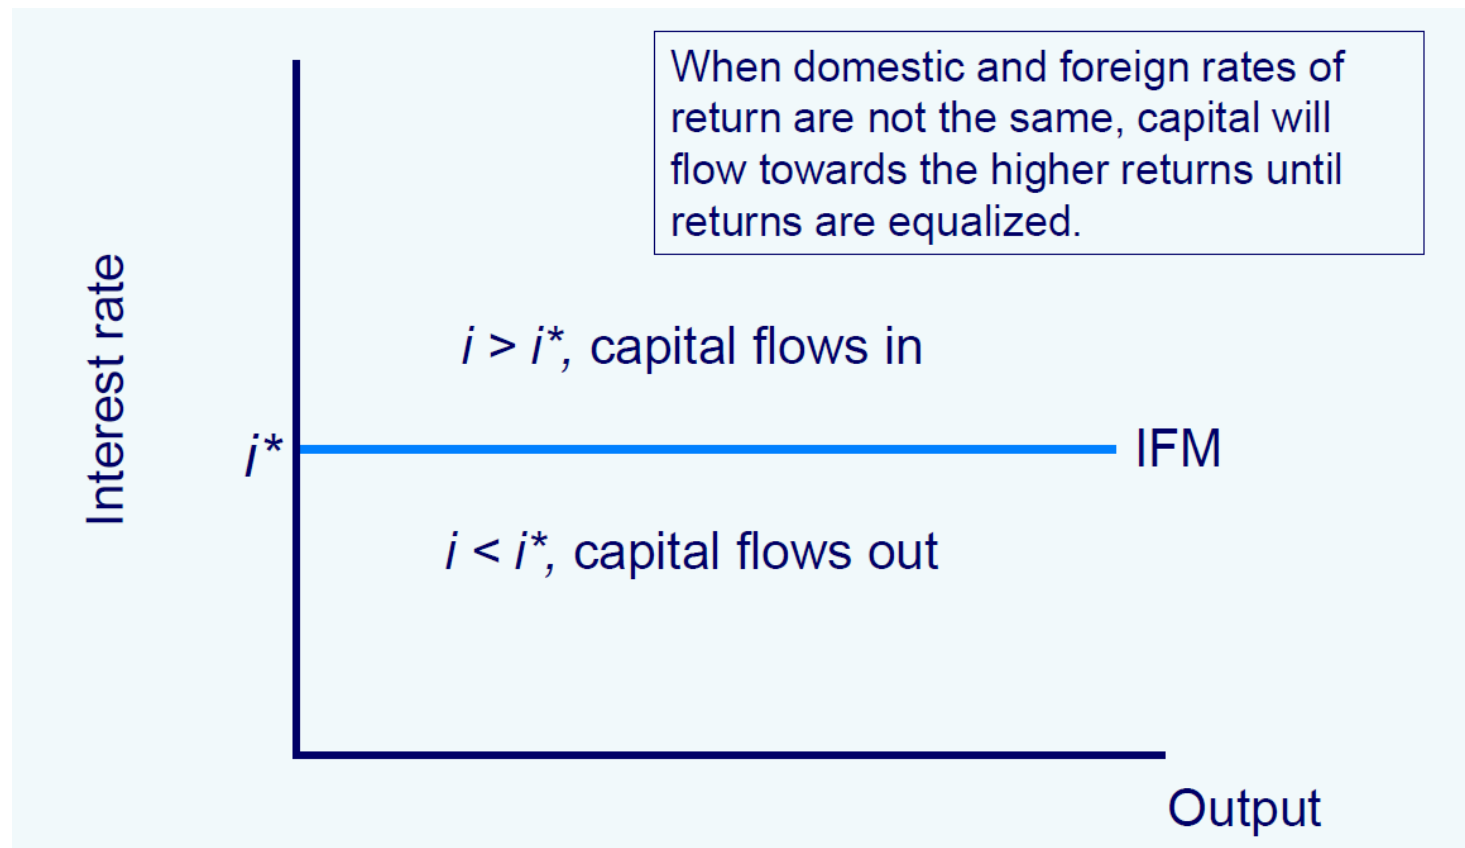 When domestic and foreign rates of
return are not the same, capital will
flow towards the higher returns until
returns are equalized.
Interest rate
i > i*, capital flows in
i*
IFM
i < i*, capital flows out
Output